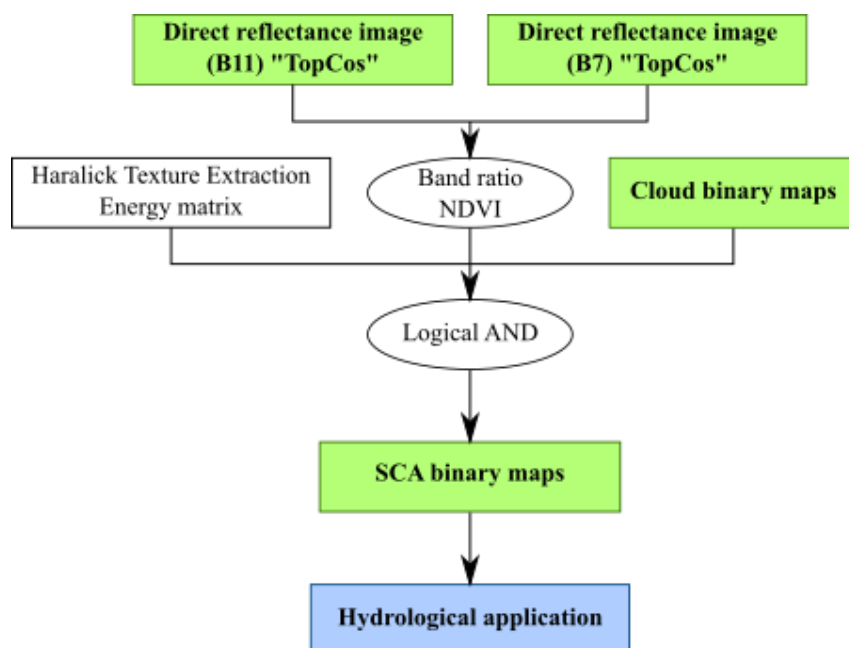 Direct reflectance image
(B11) "TopCos"
Direct reflectance image
(B7) "TopCos"
Haralick Texture Extraction
Energy matrix
Band ratio
NDVI
Cloud binary maps
Logical AND
SCA binary maps
Hydrological application